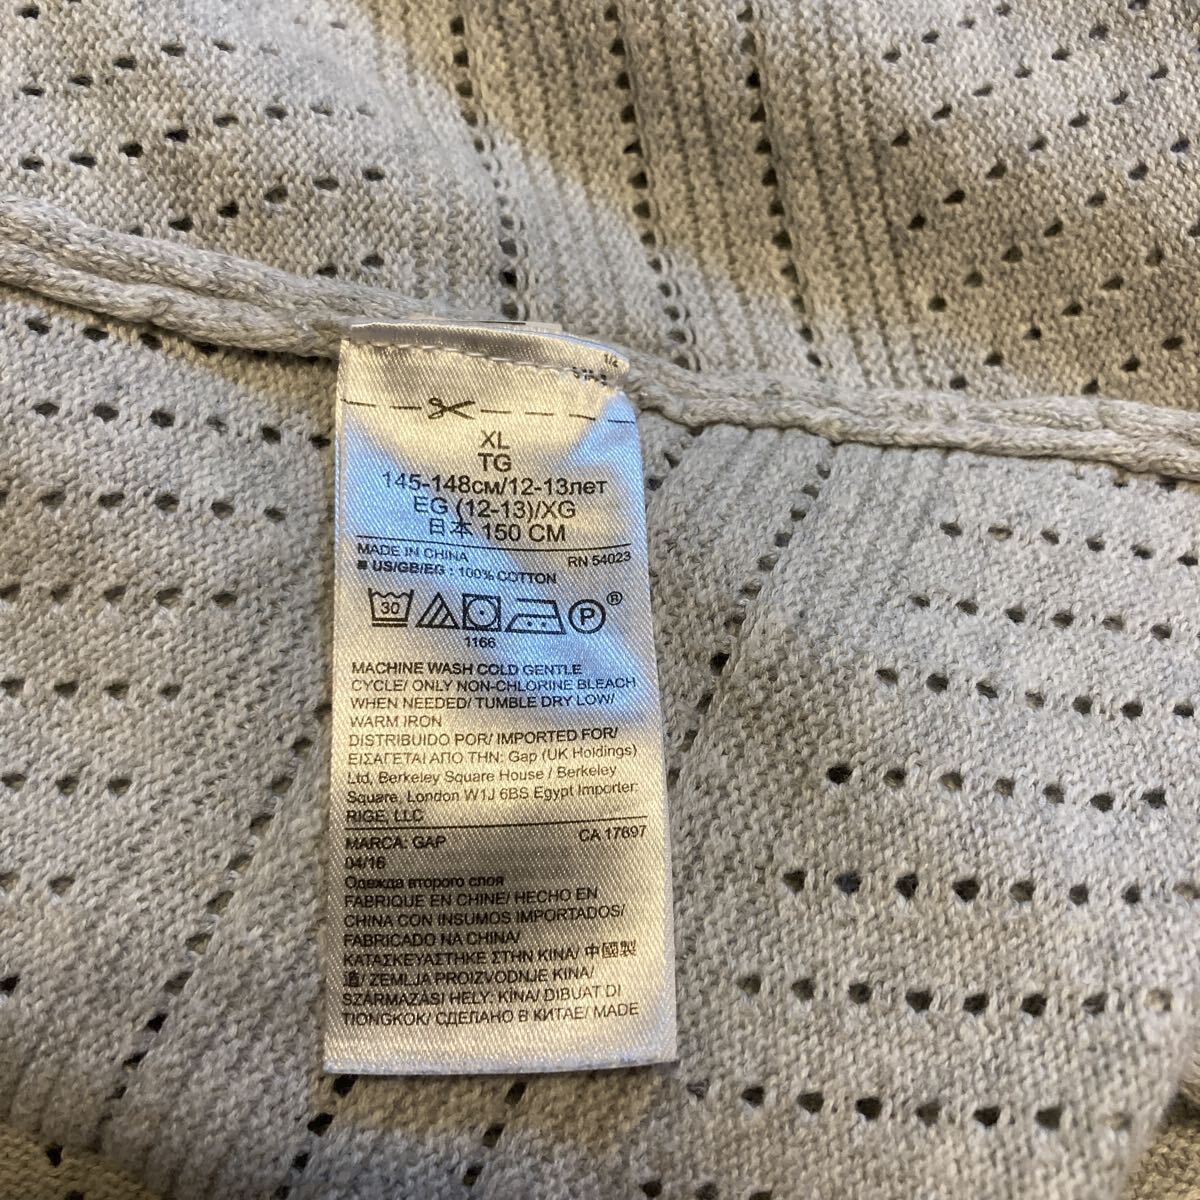 XL
TG
145-148см/12-13лет
EG (12-13)/XG
日本 150 CM
MADE IN CHINA RN 54023
■ US/GB/EG : 100% COTTON
30 P ®
1166
MACHINE WASH COLD GENTLE
CYCLE/ ONLY NON-CHLORINE BLEACH
WHEN NEEDED/ TUMBLE DRY LOW/
WARM IRON
DISTRIBUIDO POR/ IMPORTED FOR/
ΕΙΣΑΓΕΤΑΙ ΑΠΟ ΤΗΝ: Gap (UK Holdings)
Ltd, Berkeley Square House / Berkeley
Square, London W1J 6BS Egypt Importer:
RIGE, LLC
MARCA: GAP CA 17897
04/16
Одежда второго слоя
FABRIQUE EN CHINE/ HECHO EN
CHINA CON INSUMOS IMPORTADOS/
FABRICADO NA CHINA/
ΚΑΤΑΣΚΕΥΑΣΤΗΚΕ ΣΤΗΝ ΚΙΝΑ/ 中國製
造/ ZEMLJA PROIZVODNJE KINA/
SZÁRMAZÁSI HELY: KÍNA/ DIBUAT DI
TIONGKOK/ СДЕЛАНО В КИТАЕ/ MADE